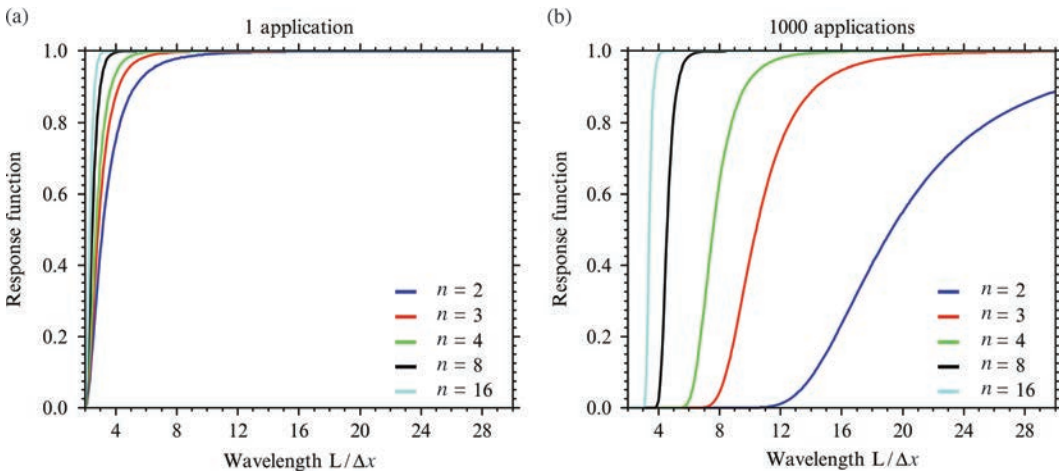 (a)
1 application
1.0
0.8
0.6
0.4
0.2
0.0
Response function
4 8 12 16 20 24 28
Wavelength L/Δx
n = 2
n = 3
n = 4
n = 8
n = 16
(b)
1000 applications
1.0
0.8
0.6
0.4
0.2
0.0
Response function
4 8 12 16 20 24 28
Wavelength L/Δx
n = 2
n = 3
n = 4
n = 8
n = 16